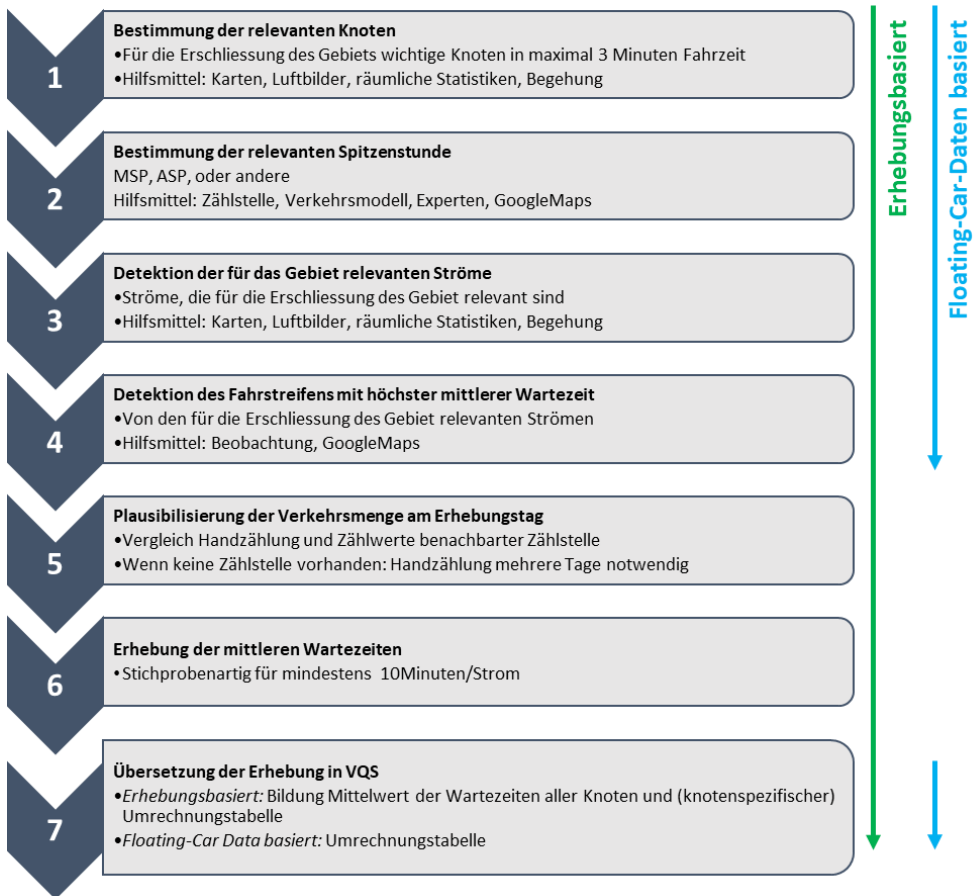 1
Bestimmung der relevanten Knoten
•Für die Erschliessung des Gebiets wichtige Knoten in maximal 3 Minuten Fahrzeit
•Hilfsmittel: Karten, Luftbilder, räumliche Statistiken, Begehung
2
Bestimmung der relevanten Spitzenstunde
MSP, ASP, oder andere
Hilfsmittel: Zählstelle, Verkehrsmodell, Experten, GoogleMaps
3
Detektion der für das Gebiet relevanten Ströme
•Ströme, die für die Erschliessung des Gebiet relevant sind
•Hilfsmittel: Karten, Luftbilder, räumliche Statistiken, Begehung
4
Detektion des Fahrstreifens mit höchster mittlerer Wartezeit
•Von den für die Erschliessung des Gebiet relevanten Strömen
•Hilfsmittel: Beobachtung, GoogleMaps
5
Plausibilisierung der Verkehrsmenge am Erhebungstag
•Vergleich Handzählung und Zählwerte benachbarter Zählstelle
•Wenn keine Zählstelle vorhanden: Handzählung mehrere Tage notwendig
6
Erhebung der mittleren Wartezeiten
•Stichprobenartig für mindestens 10Minuten/Strom
7
Übersetzung der Erhebung in VQS
•Erhebungsbasiert: Bildung Mittelwert der Wartezeiten aller Knoten und (knotenspezifischer)
Umrechnungstabelle
•Floating-Car Data basiert: Umrechnungstabelle
Erhebungsbasiert
Floating-Car-Daten basiert